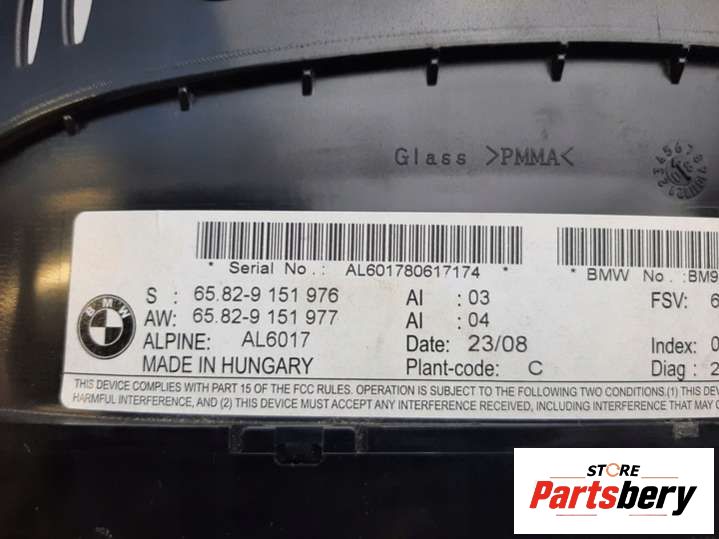 Glass >PMMA<
* Serial No. : AL601780617174 * * BMW No .:BM9
S : 65.82-9 151 976 AI : 03 FSV: 6
AW: 65.82-9 151 977 AI : 04
ALPINE: AL6017 Date: 23/08 Index: 0
MADE IN HUNGARY Plant-code: C Diag : 2
THIS DEVICE COMPLIES WITH PART 15 OF THE FCC RULES. OPERATION IS SUBJECT TO THE FOLLOWING TWO CONDITIONS.(1) THIS DEV
HARMFUL INTERFERENCE, AND (2) THIS DEVICE MUST ACCEPT ANY INTERFERENCE RECEIVED, INCLUDING INTERFERENCE THAT MAY C
BMW
STORE
Partsbery